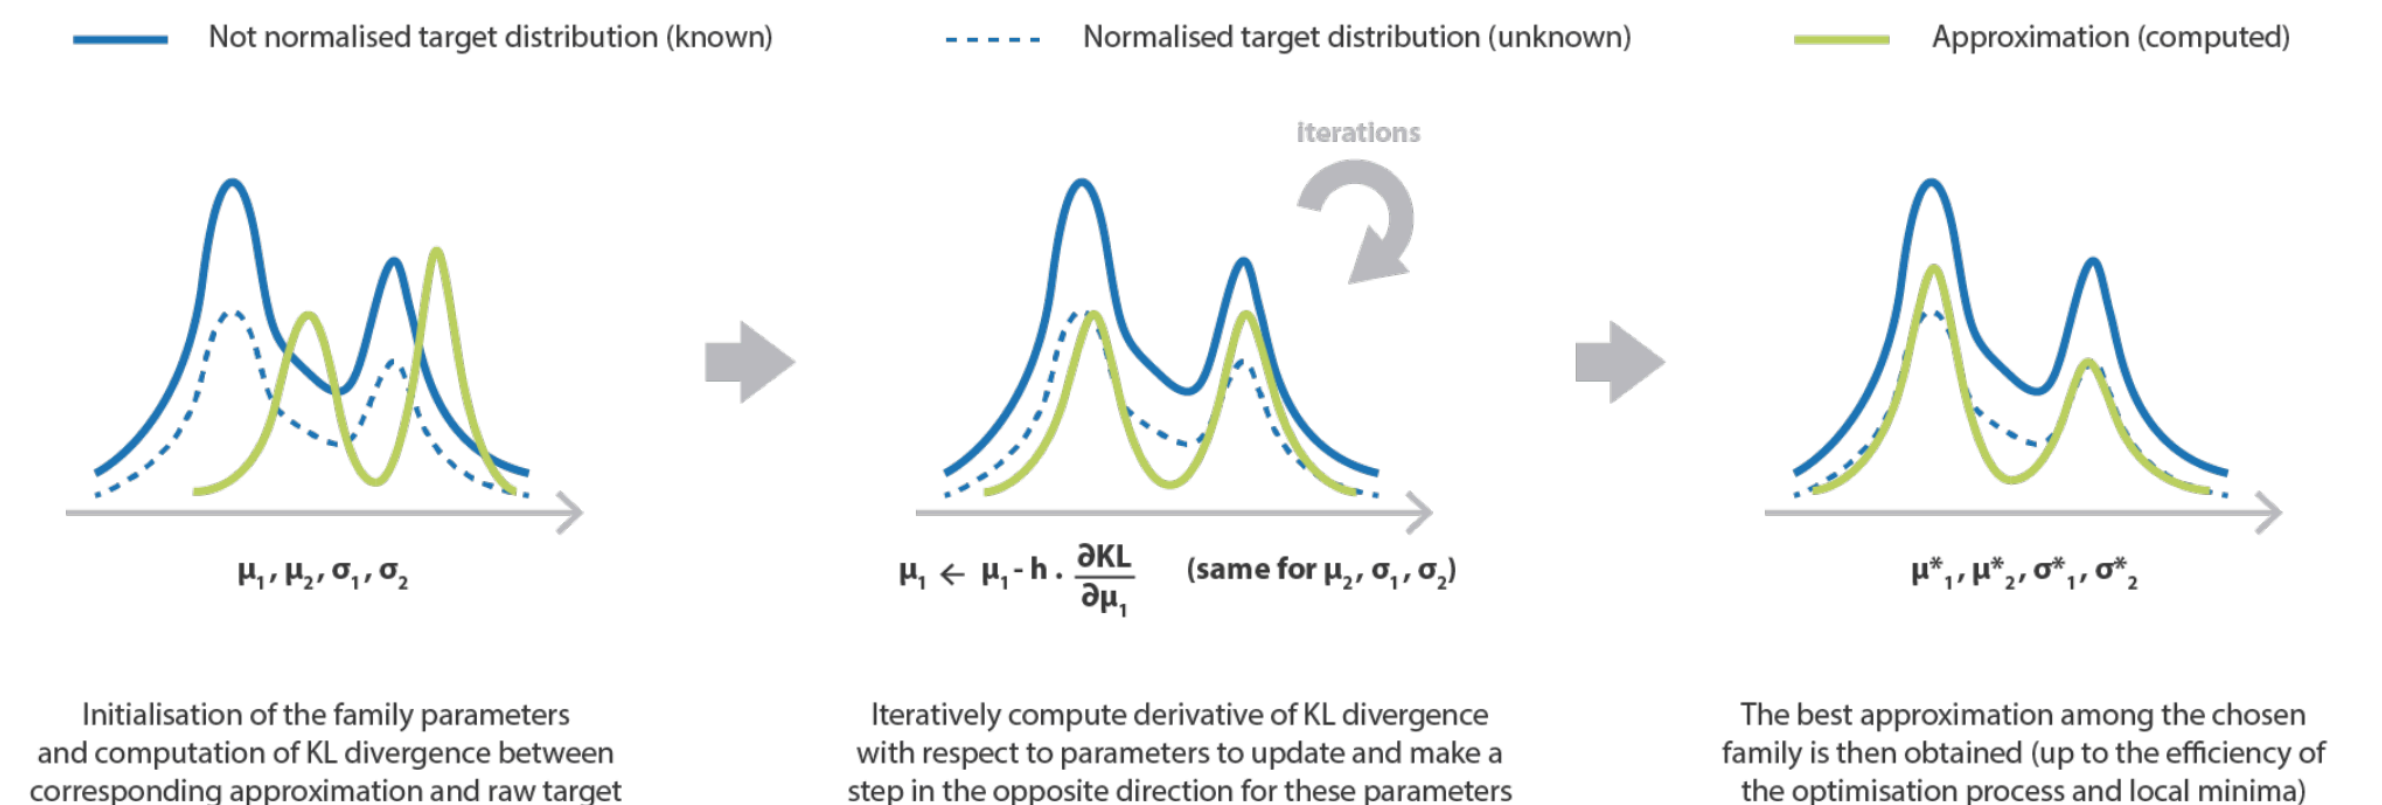 Not normalised target distribution (known)
Normalised target distribution (unknown)
Approximation (computed)
iterations
μ₁, μ₂, σ₁, σ₂
μ₁ ← μ₁ - h . ∂KL / ∂μ₁ (same for μ₂, σ₁, σ₂)
μ*₁, μ*₂, σ*₁, σ*₂
Initialisation of the family parameters
and computation of KL divergence between
corresponding approximation and raw target
Iteratively compute derivative of KL divergence
with respect to parameters to update and make a
step in the opposite direction for these parameters
The best approximation among the chosen
family is then obtained (up to the efficiency of
the optimisation process and local minima)